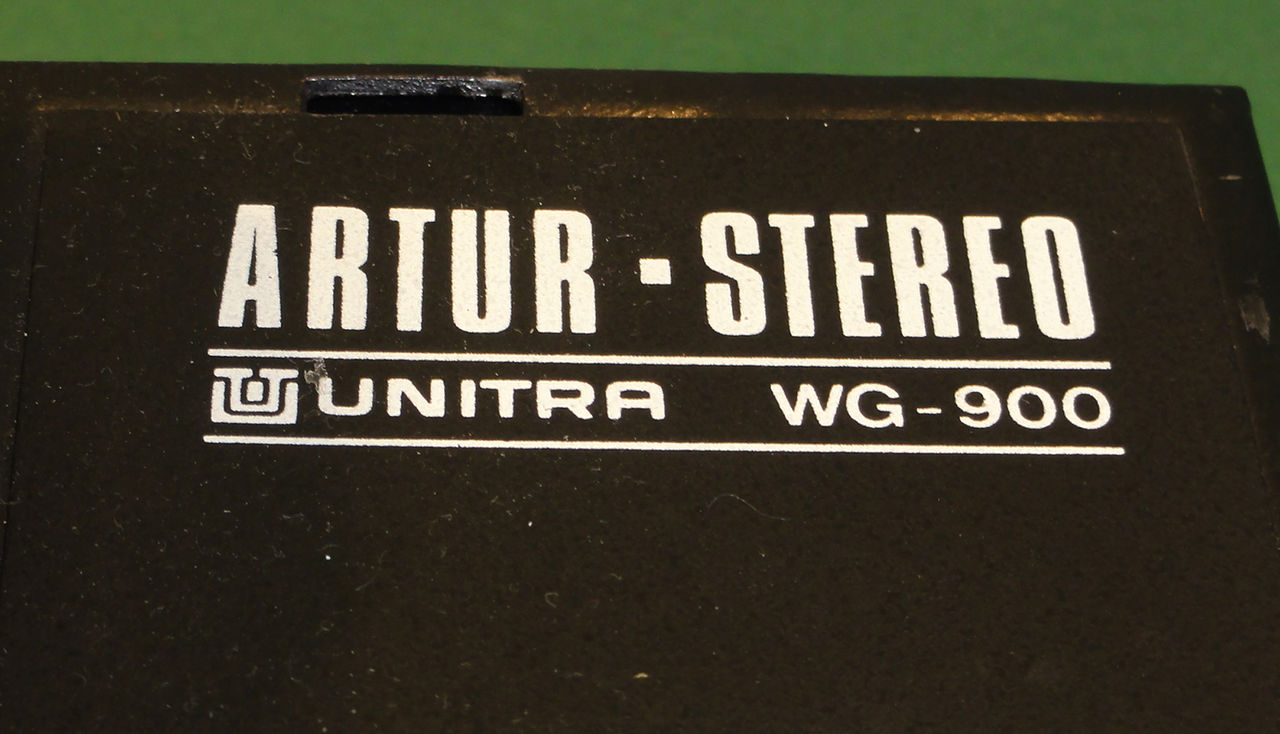 ARTUR ▪ STEREO
UNITRA WG-900